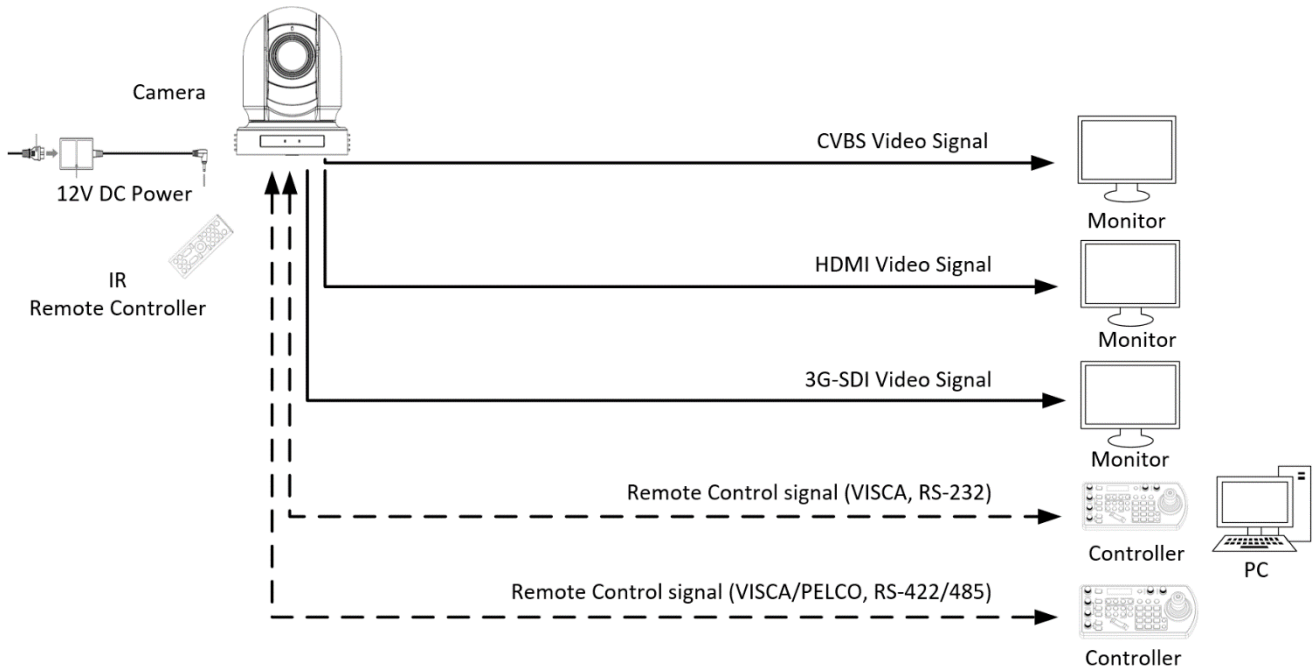 Camera
12V DC Power
IR
Remote Controller
CVBS Video Signal
Monitor
HDMI Video Signal
Monitor
3G-SDI Video Signal
Monitor
Remote Control signal (VISCA, RS-232)
Controller
PC
Remote Control signal (VISCA/PELCO, RS-422/485)
Controller